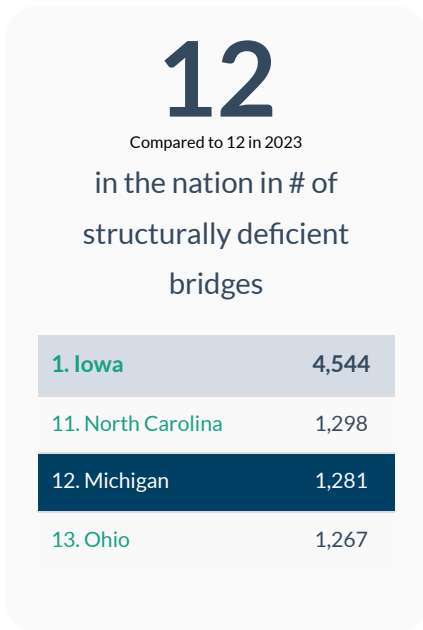 12
Compared to 12 in 2023
in the nation in # of
structurally deficient
bridges
1. Iowa 4,544
11. North Carolina 1,298
12. Michigan 1,281
13. Ohio 1,267